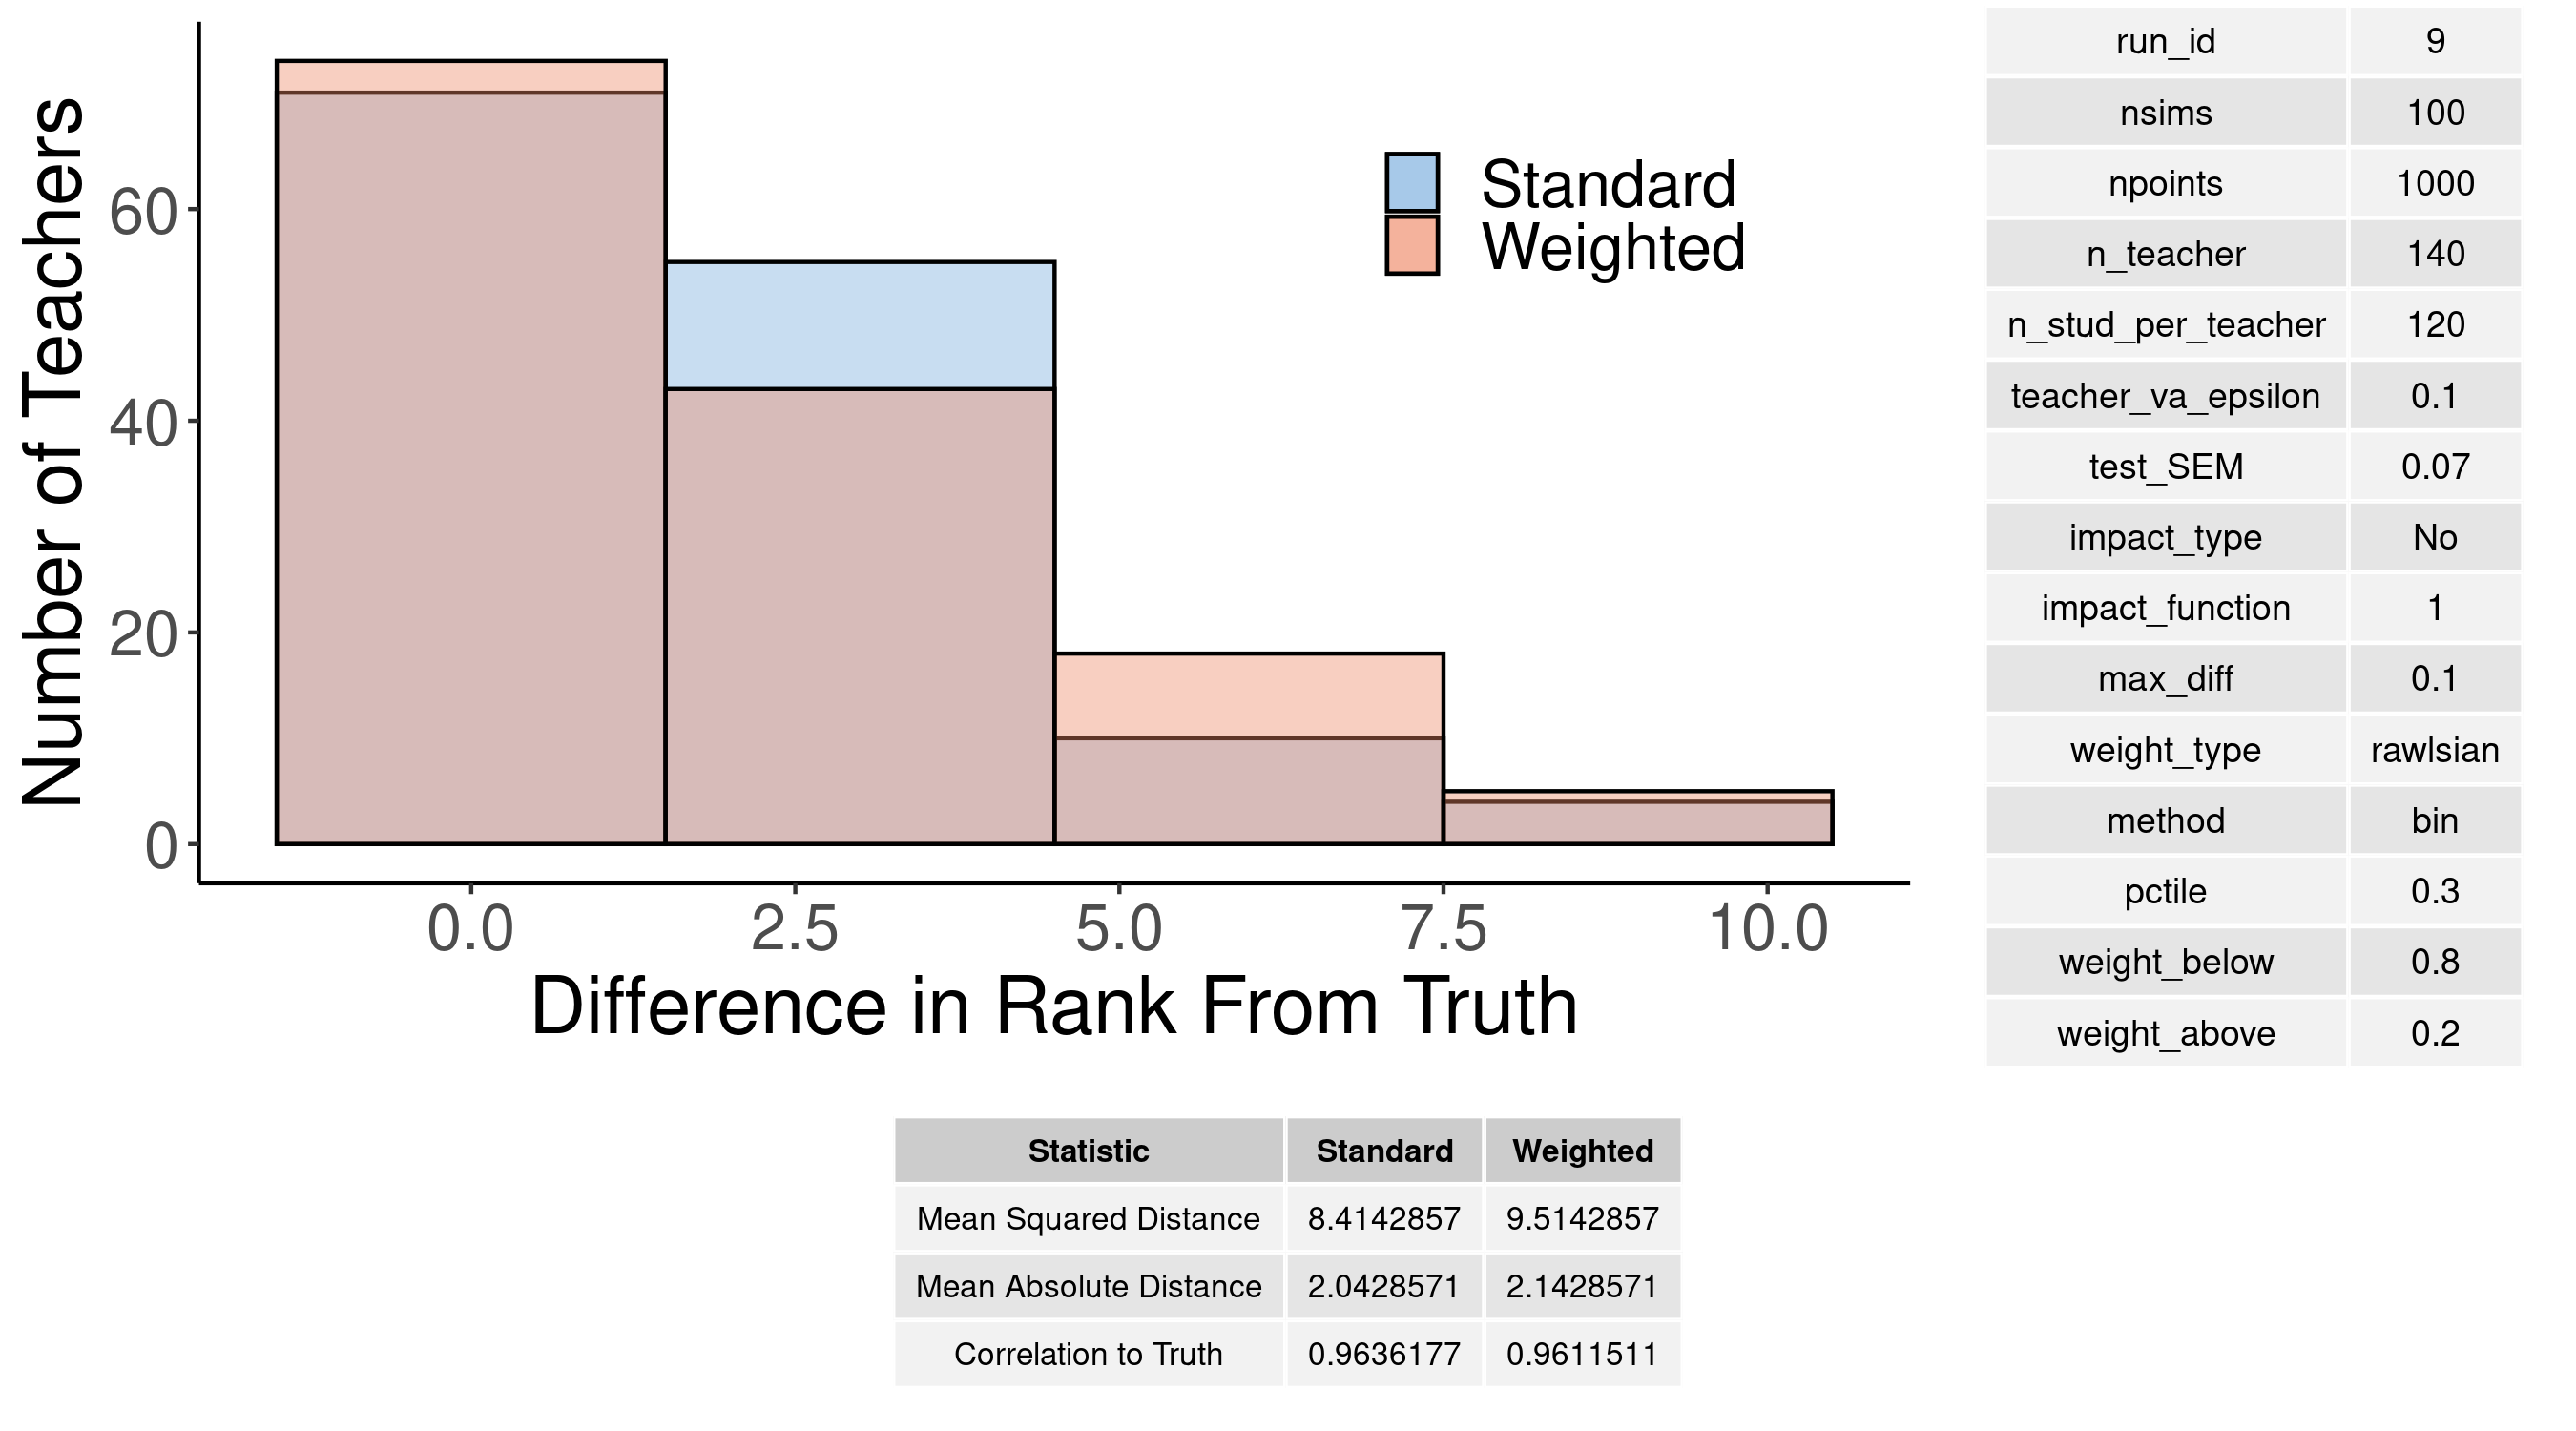 Number of Teachers
60
40
20
0
0.0 2.5 5.0 7.5 10.0
Difference in Rank From Truth
Standard
Weighted
run_id 9
nsims 100
npoints 1000
n_teacher 140
n_stud_per_teacher 120
teacher_va_epsilon 0.1
test_SEM 0.07
impact_type No
impact_function 1
max_diff 0.1
weight_type rawlsian
method bin
pctile 0.3
weight_below 0.8
weight_above 0.2
Statistic Standard Weighted
Mean Squared Distance 8.4142857 9.5142857
Mean Absolute Distance 2.0428571 2.1428571
Correlation to Truth 0.9636177 0.9611511